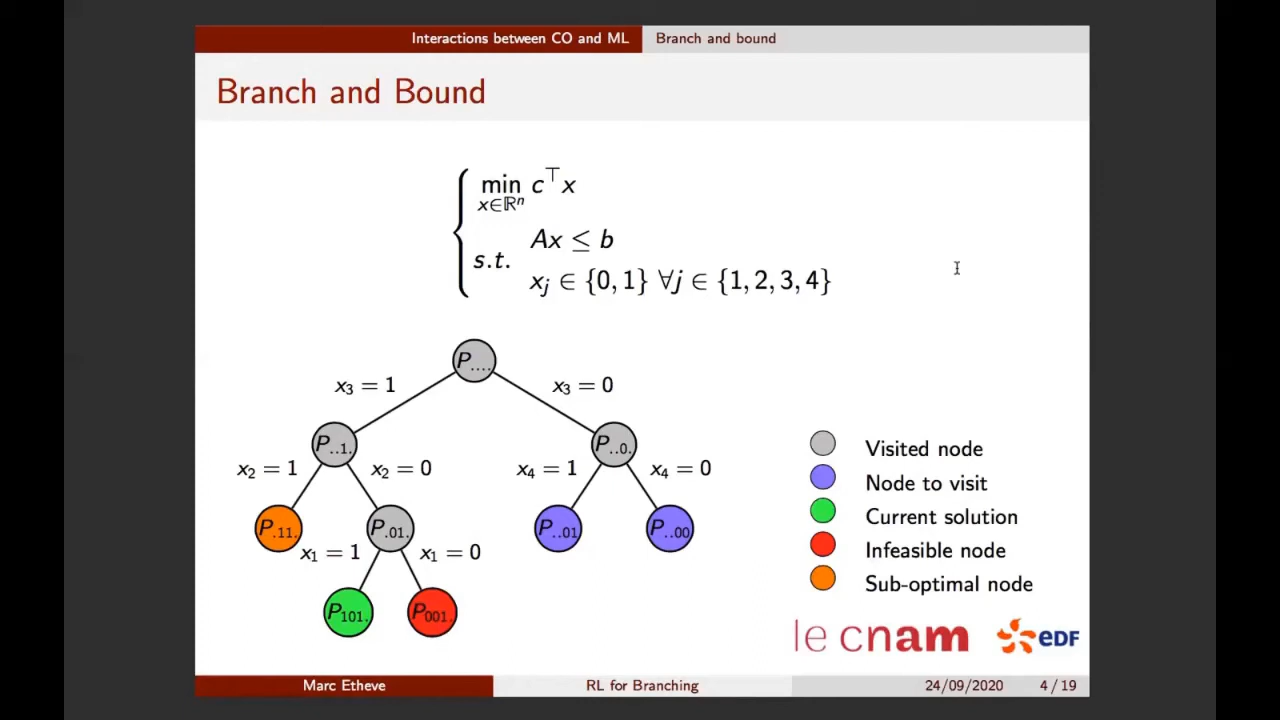 Interactions between CO and ML Branch and bound
Branch and Bound
min c⊤x
x∈ℝⁿ
Ax ≤ b
s.t.
xⱼ ∈ {0, 1} ∀j ∈ {1, 2, 3, 4}
P....
x₃ = 1 x₃ = 0
P..1. P..0.
x₂ = 1 x₂ = 0 x₄ = 1 x₄ = 0
P.11. P.01. P..01 P..00
x₁ = 1 x₁ = 0
P101. P001.
Visited node
Node to visit
Current solution
Infeasible node
Sub-optimal node
le cnam eDF
Marc Etheve RL for Branching 24/09/2020 4 / 19